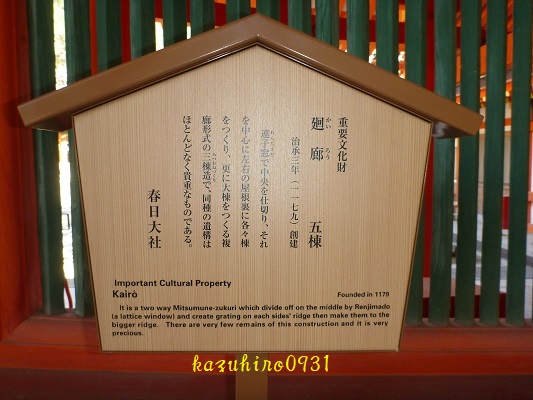 重要文化財
廻廊 五棟
かい ろう
治承三年(一一七九)創建
連子窓で中央を仕切り、それ
を中心に左右の屋根裏に各々棟
をつくり、更に大棟をつくる複
廊形式の三棟造で、同種の遺構は
ほとんどなく貴重なものである。
春日大社
Important Cultural Property
Kairō
Founded in 1179
It is a two way Mitsumune-zukuri which divide off on the middle by Renjimado
(a lattice window) and create grating on each sides' ridge then make them to the
bigger ridge. There are very few remains of this construction and it is very
precious.
kazuhiro0931